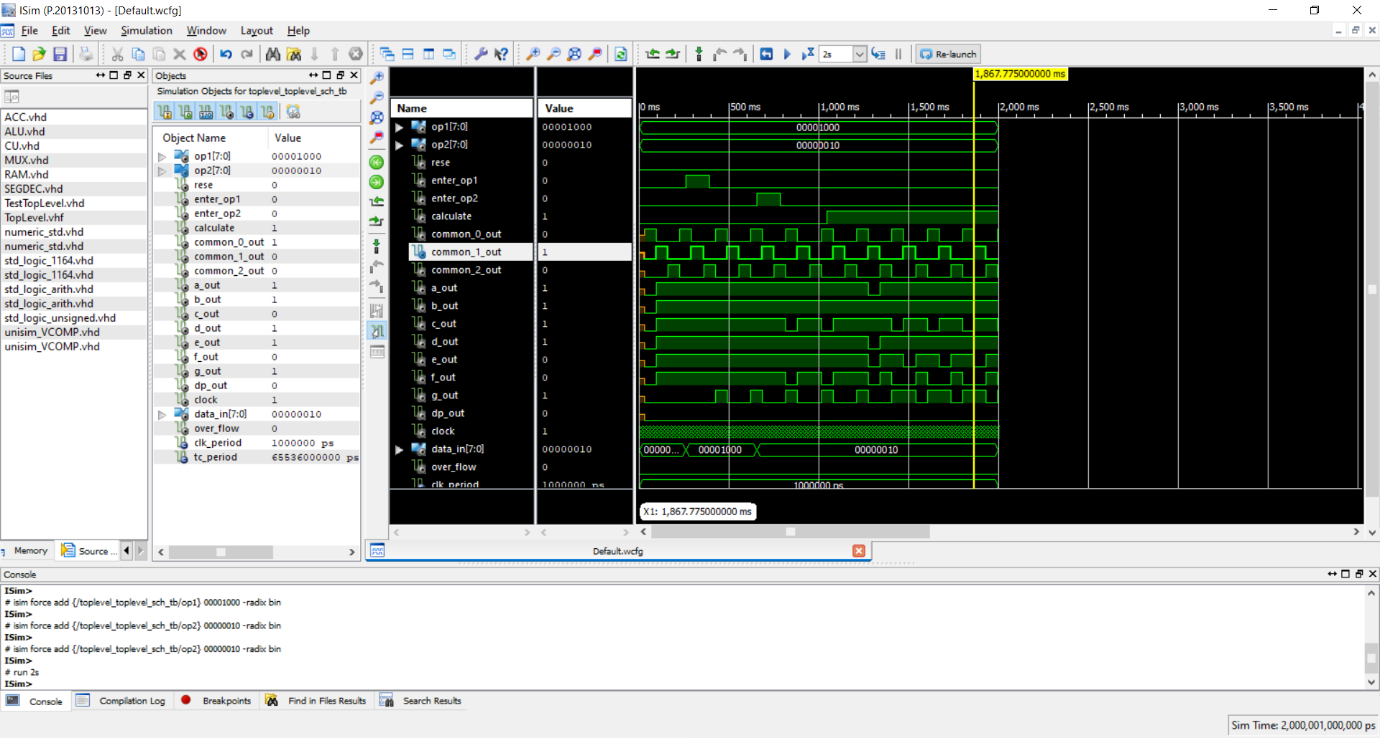 ISim (P.20131013) - [Default.wcfg]
File Edit View Simulation Window Layout Help
2s
Re-launch
Source Files
ACC.vhd
ALU.vhd
CU.vhd
MUX.vhd
RAM.vhd
SEGDEC.vhd
TestTopLevel.vhd
TopLevel.vhf
numeric_std.vhd
numeric_std.vhd
std_logic_1164.vhd
std_logic_1164.vhd
std_logic_arith.vhd
std_logic_arith.vhd
std_logic_unsigned.vhd
unisim_VCOMP.vhd
unisim_VCOMP.vhd
Memory
Source ...
Objects
Simulation Objects for toplevel_toplevel_sch_tb
Object Name Value
op1[7:0] 00001000
op2[7:0] 00000010
rese 0
enter_op1 0
enter_op2 0
calculate 1
common_0_out 1
common_1_out 0
common_2_out 0
a_out 1
b_out 1
c_out 0
d_out 1
e_out 1
f_out 0
g_out 1
dp_out 0
clock 1
data_in[7:0] 00000010
over_flow 0
clk_period 1000000 ps
tc_period 65536000000 ps
1,867.775000000 ms
Name Value
0 ms 500 ms 1,000 ms 1,500 ms 2,000 ms 2,500 ms 3,000 ms 3,500 ms 4
op1[7:0] 00001000 00001000
op2[7:0] 00000010 00000010
rese 0
enter_op1 0
enter_op2 0
calculate 1
common_0_out 0
common_1_out 1
common_2_out 0
a_out 1
b_out 1
c_out 1
d_out 1
e_out 0
f_out 0
g_out 0
dp_out 0
clock 1
data_in[7:0] 00000010 00000... 00001000 00000010
over_flow 0
clk_period 1000000 ps 1000000 ps
X1: 1,867.775000000 ms
Default.wcfg
Console
ISim>
# isim force add {/toplevel_toplevel_sch_tb/op1} 00001000 -radix bin
ISim>
# isim force add {/toplevel_toplevel_sch_tb/op2} 00000010 -radix bin
ISim>
# isim force add {/toplevel_toplevel_sch_tb/op2} 00000010 -radix bin
ISim>
# run 2s
ISim>
Console Compilation Log Breakpoints Find in Files Results Search Results
Sim Time: 2,000,001,000,000 ps